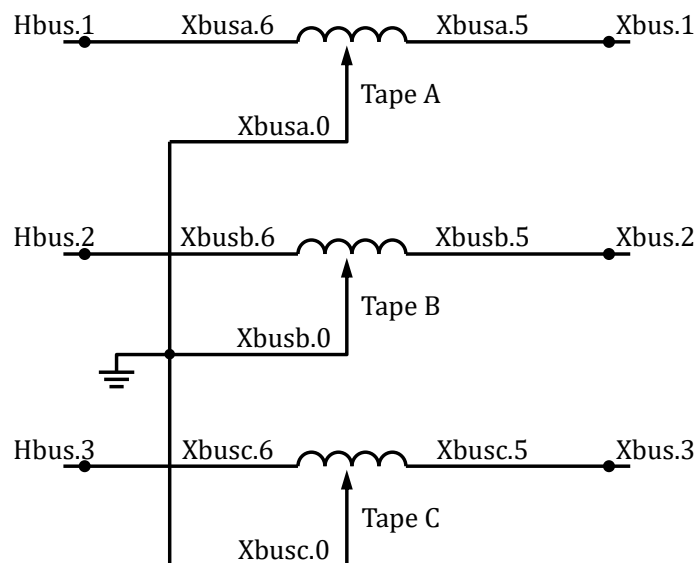 Hbus.1 Xbusa.6 Xbusa.5 Xbus.1
Tape A
Xbusa.0
Hbus.2 Xbusb.6 Xbusb.5 Xbus.2
Tape B
Xbusb.0
Hbus.3 Xbusc.6 Xbusc.5 Xbus.3
Tape C
Xbusc.0